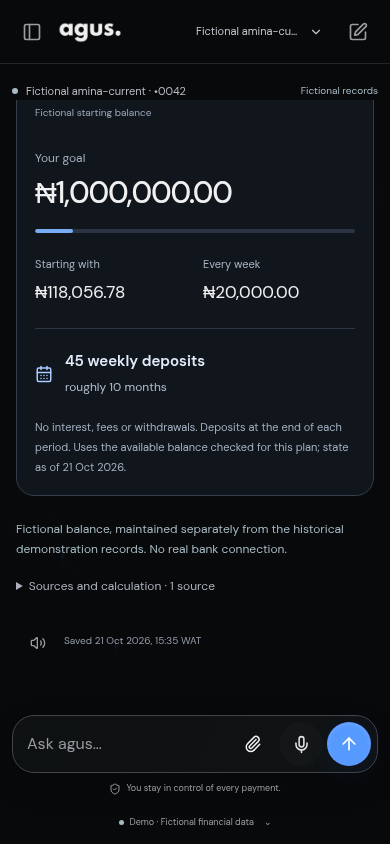 agus.
Fictional amina-cu...
Fictional amina-current · •0042
Fictional records
Fictional starting balance
Your goal
₦1,000,000.00
Starting with
Every week
₦118,056.78
₦20,000.00
45 weekly deposits
roughly 10 months
No interest, fees or withdrawals. Deposits at the end of each
period. Uses the available balance checked for this plan; state
as of 21 Oct 2026.
Fictional balance, maintained separately from the historical
demonstration records. No real bank connection.
Sources and calculation · 1 source
Saved 21 Oct 2026, 15:35 WAT
Ask agus...
You stay in control of every payment.
Demo · Fictional financial data